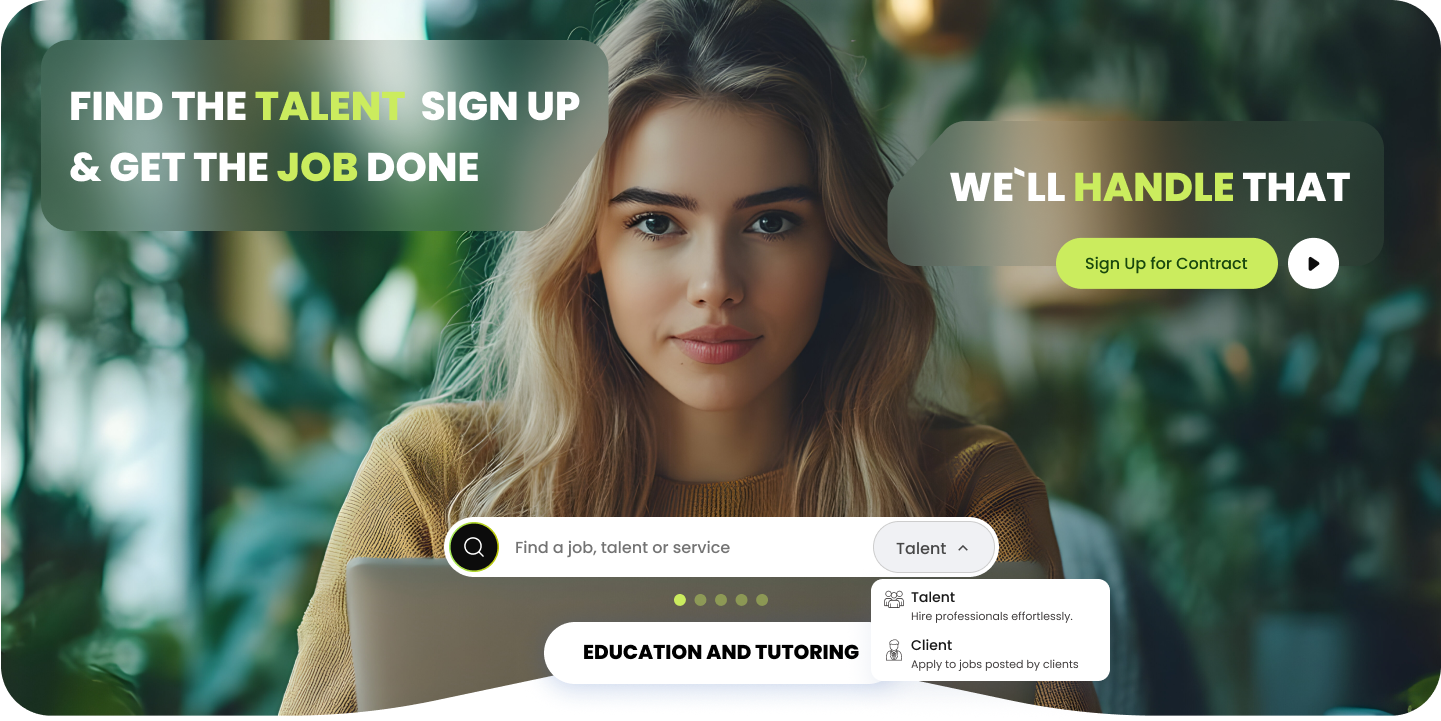 FIND THE TALENT SIGN UP
& GET THE JOB DONE
WE`LL HANDLE THAT
Sign Up for Contract
Find a job, talent or service
Talent
Talent
Hire professionals effortlessly.
Client
Apply to jobs posted by clients
EDUCATION AND TUTORING